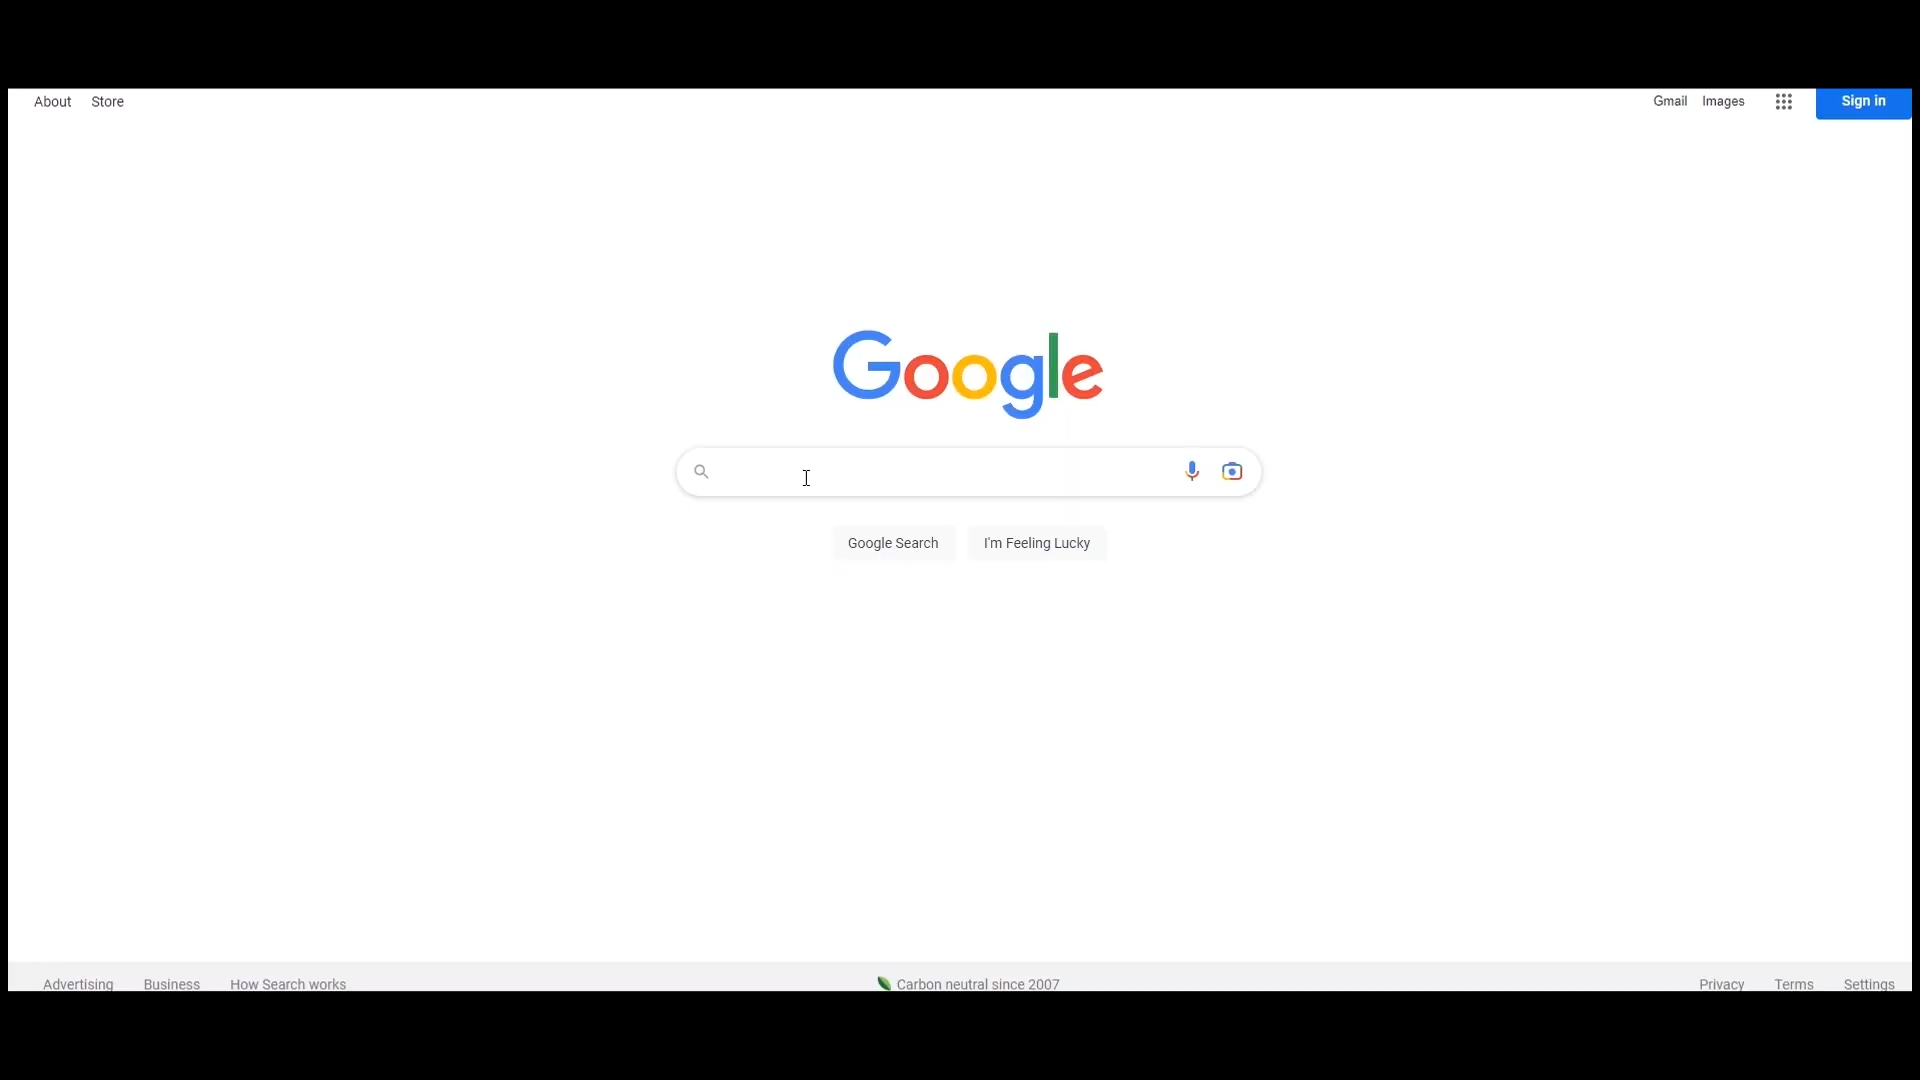 About Store
Gmail Images Sign in
Google
Google Search I'm Feeling Lucky
Advertising Business How Search works
Carbon neutral since 2007
Privacy Terms Settings